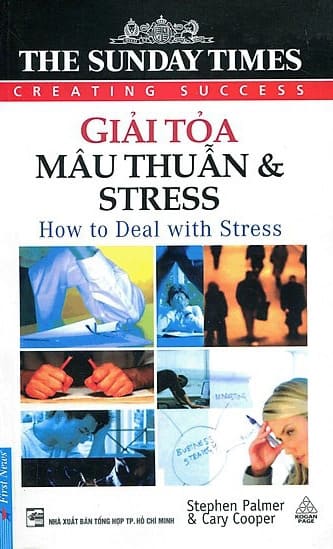 THE SUNDAY TIMES
CREATING SUCCESS
GIẢI TỎA
MÂU THUẪN &
STRESS
How to Deal with Stress
MARKETING
BUSINESS
STRATEGY
First News
NHÀ XUẤT BẢN TỔNG HỢP TP. HỒ CHÍ MINH
Stephen Palmer
& Cary Cooper
KOGAN
PAGE